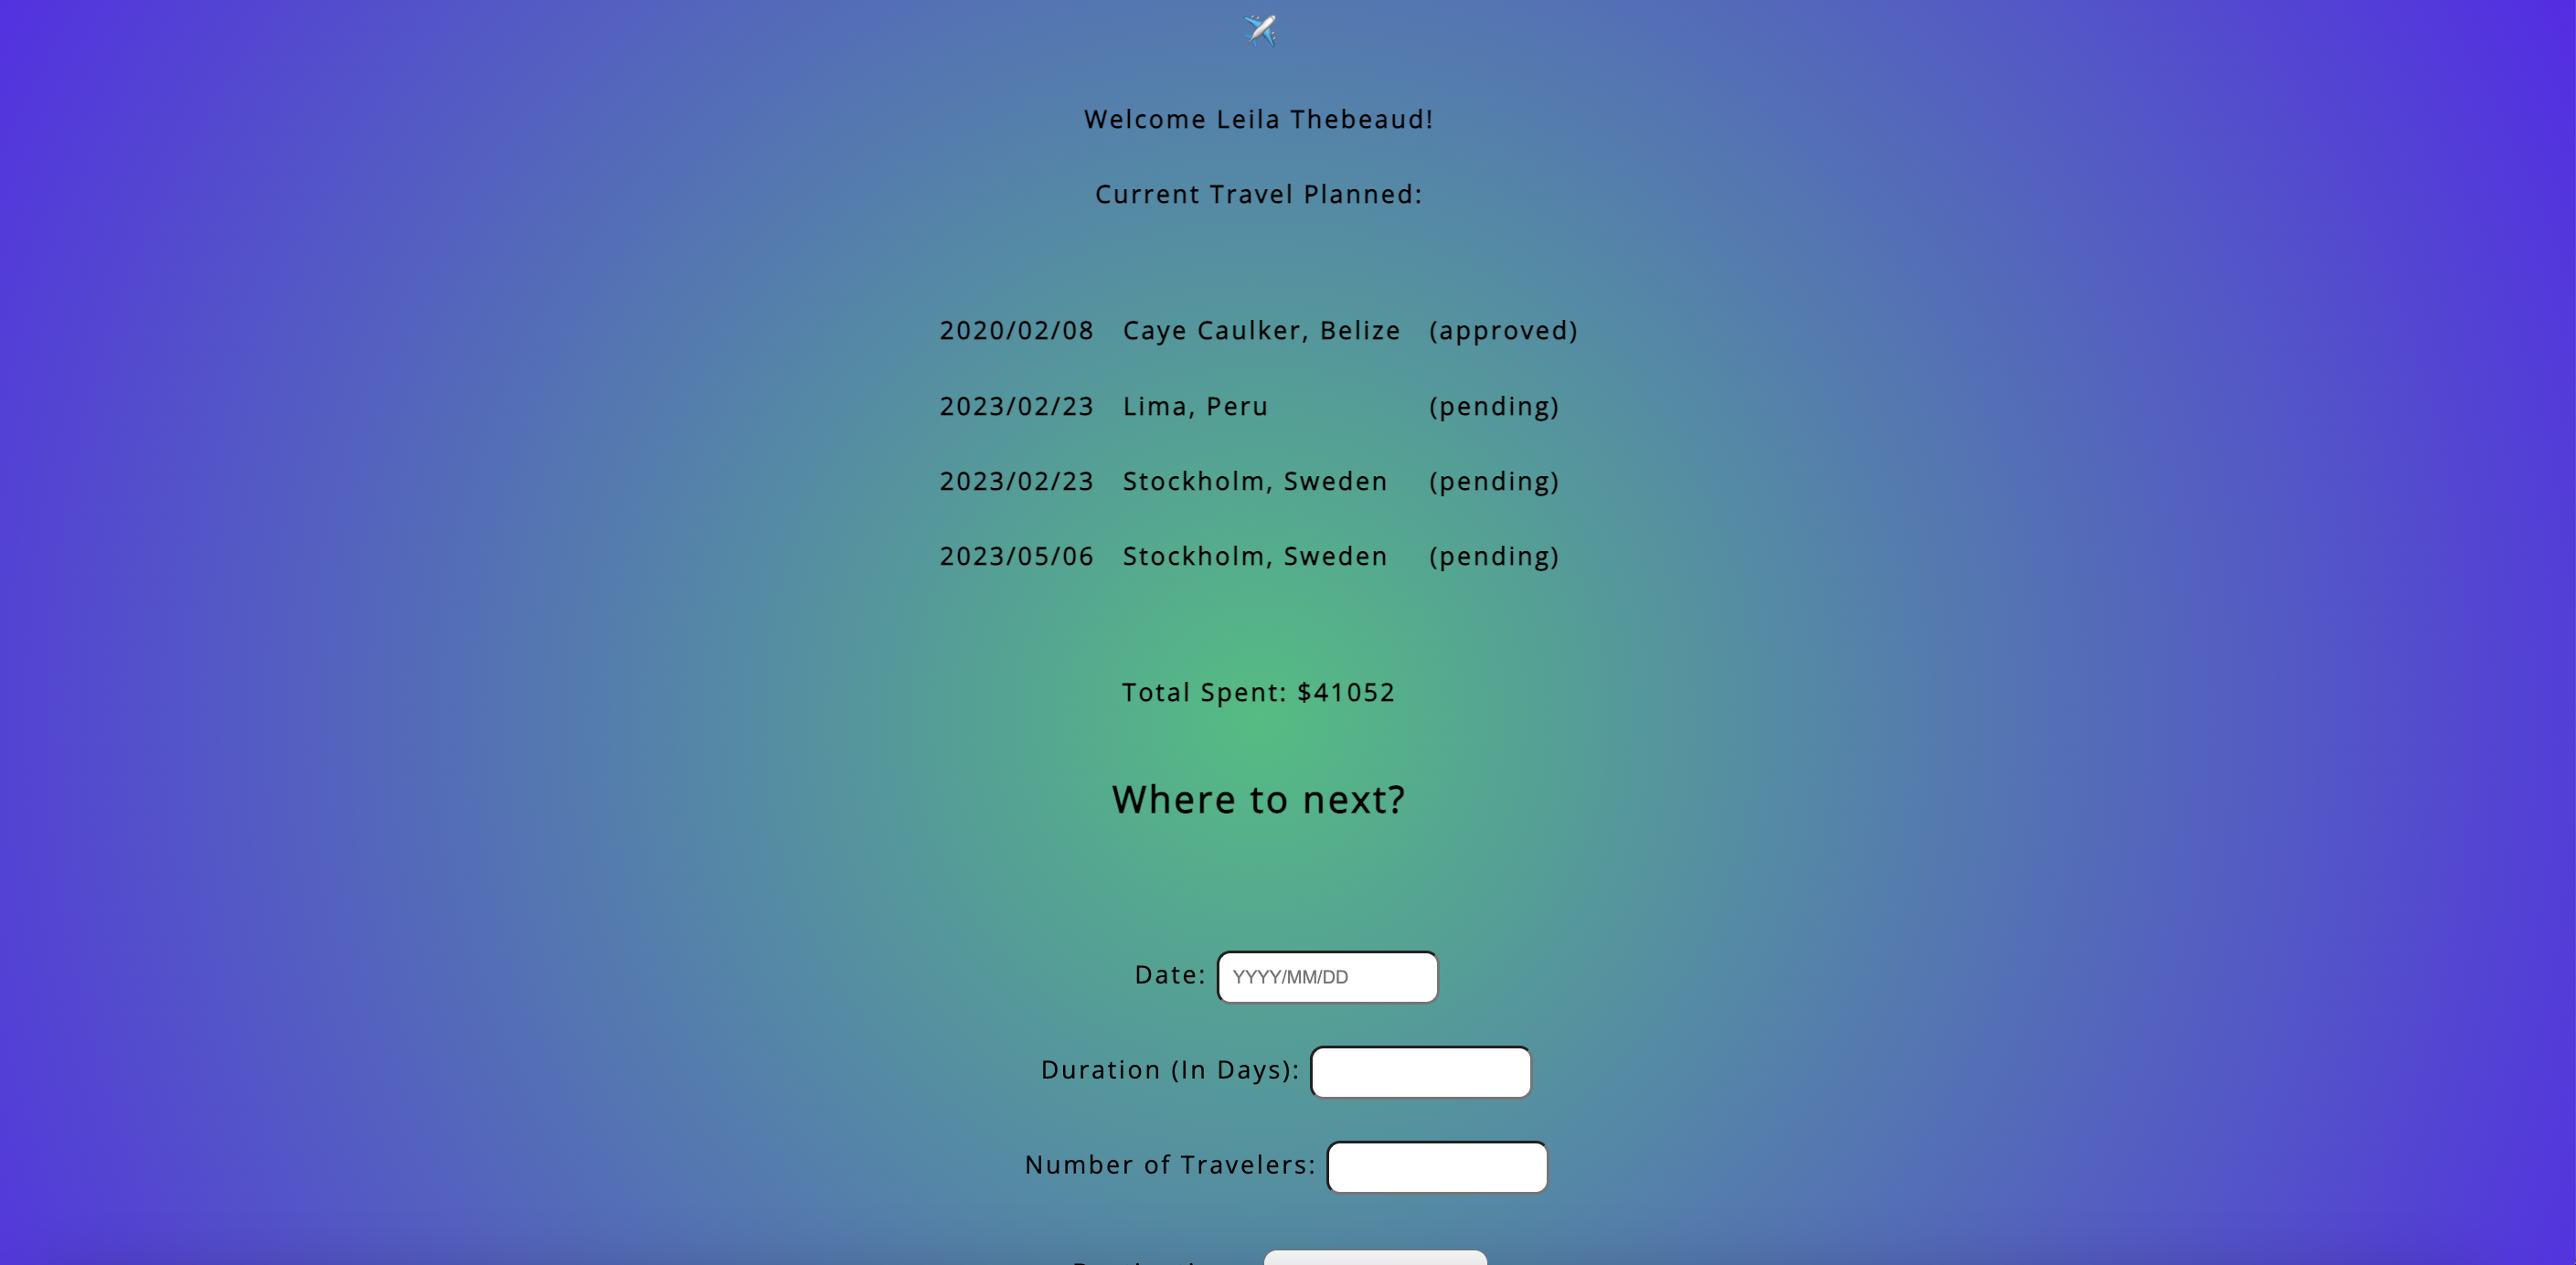 Welcome Leila Thebeaud!
Current Travel Planned:
2020/02/08 Caye Caulker, Belize (approved)
2023/02/23 Lima, Peru (pending)
2023/02/23 Stockholm, Sweden (pending)
2023/05/06 Stockholm, Sweden (pending)
Total Spent: $41052
Where to next?
Date: YYYY/MM/DD
Duration (In Days):
Number of Travelers: